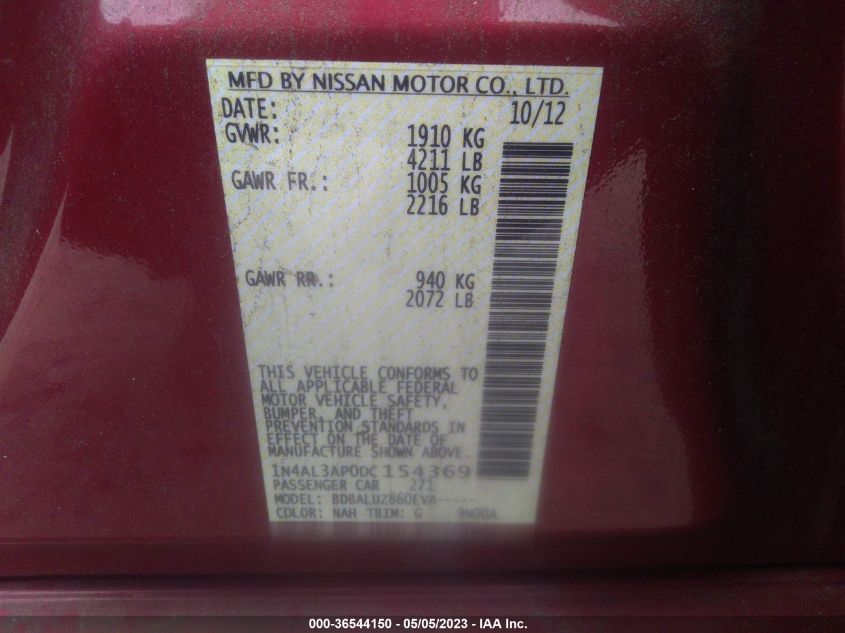 MFD BY NISSAN MOTOR CO., LTD.
DATE: 10/12
GVWR: 1910 KG
4211 LB
GAWR FR.: 1005 KG
2216 LB
GAWR RR.: 940 KG
2072 LB
THIS VEHICLE CONFORMS TO
ALL APPLICABLE FEDERAL
MOTOR VEHICLE SAFETY,
BUMPER, AND THEFT
PREVENTION STANDARDS IN
EFFECT ON THE DATE OF
MANUFACTURE SHOWN ABOVE.
1N4AL3AP0DC154369
PASSENGER CAR 271
MODEL: BDBALUZ860EVA-----
COLOR: NAH TRIM: G 9N00A
000-36544150 — 05/05/2023 — IAA Inc.